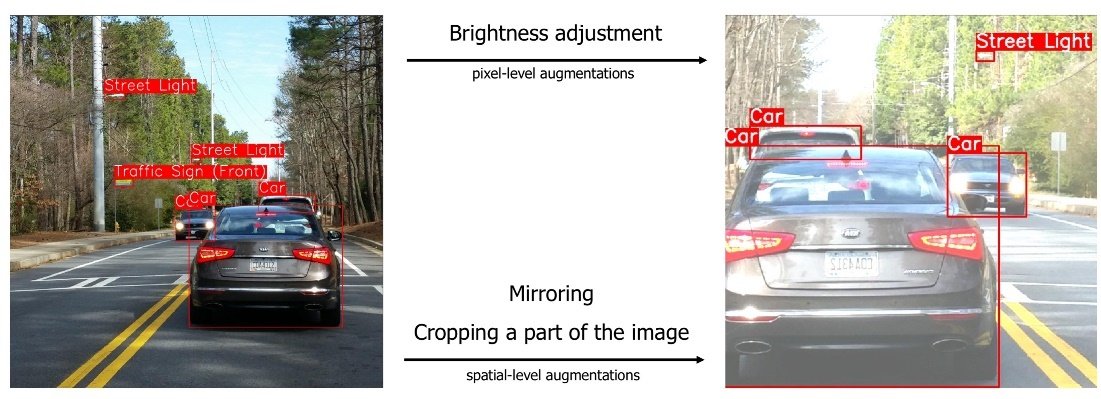 Street Light
Street Light
Traffic Sign (Front)
Car
Car
Brightness adjustment
pixel-level augmentations
Mirroring
Cropping a part of the image
spatial-level augmentations
Street Light
Car
Car
Car